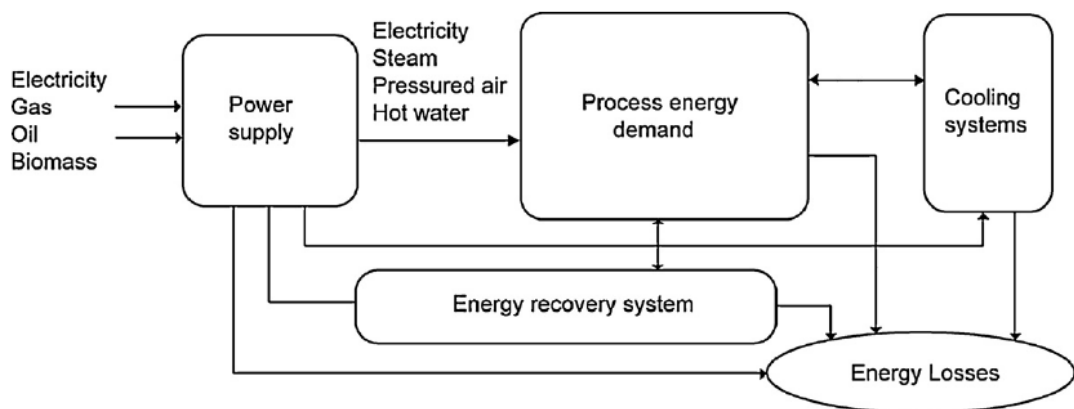 Electricity
Gas
Oil
Biomass
Power
supply
Electricity
Steam
Pressured air
Hot water
Process energy
demand
Cooling
systems
Energy recovery system
Energy Losses